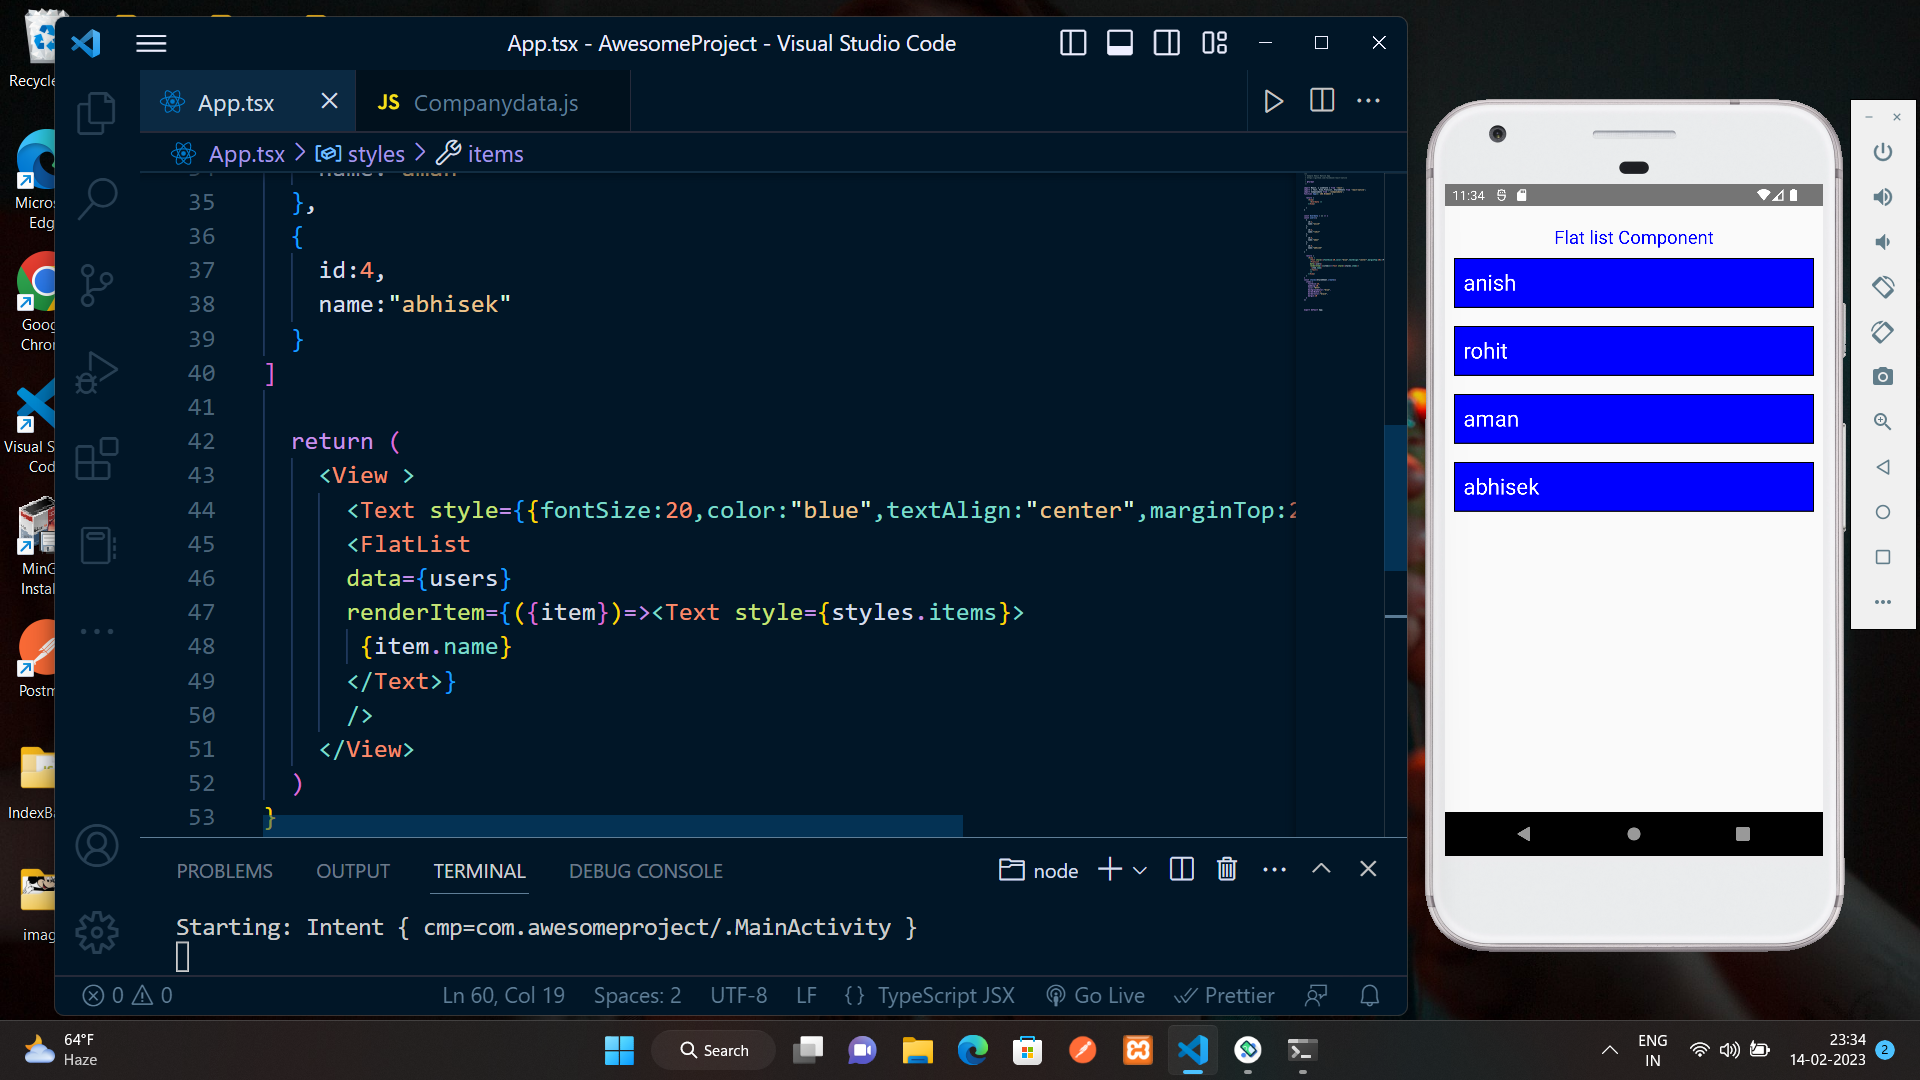 Recycle
Micros
Edg
Goog
Chron
Visual S
Cod
MinG
Instal
Postm
IndexBa
imag
App.tsx - AwesomeProject - Visual Studio Code
App.tsx
JS Companydata.js
App.tsx > styles > items
35 },
36 {
37 id:4,
38 name:"abhisek"
39 }
40 ]
41
42 return (
43 <View >
44 <Text style={{fontSize:20,color:"blue",textAlign:"center",marginTop:2
45 <FlatList
46 data={users}
47 renderItem={({item})=><Text style={styles.items}>
48 {item.name}
49 </Text>}
50 />
51 </View>
52 )
53 }
PROBLEMS OUTPUT TERMINAL DEBUG CONSOLE
node
Starting: Intent { cmp=com.awesomeproject/.MainActivity }
0 0 Ln 60, Col 19 Spaces: 2 UTF-8 LF {} TypeScript JSX Go Live Prettier
11:34
Flat list Component
anish
rohit
aman
abhisek
64°F
Haze
Search
ENG
IN
23:34
14-02-2023
2